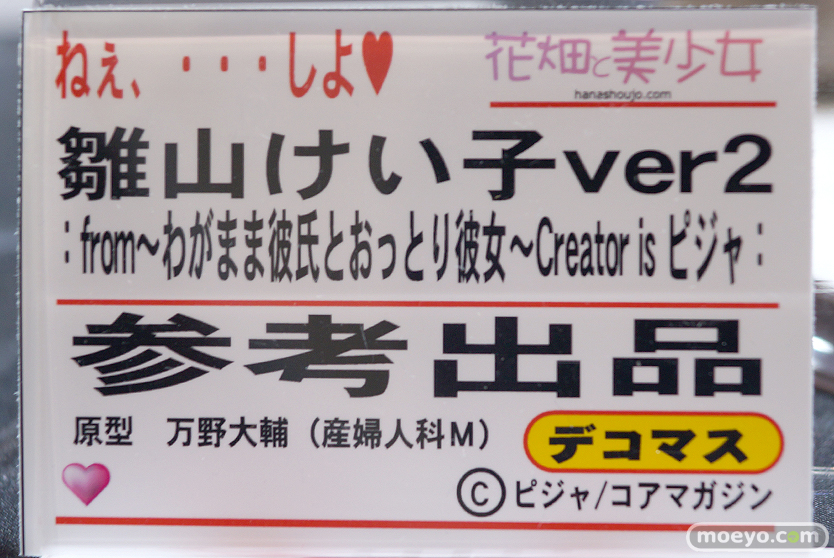 ねぇ、・・・しよ♥
花畑と美少女
hanashoujo.com
雛山けい子ver2
：from～わがまま彼氏とおっとり彼女～Creator is ピジャ：
参考出品
原型　万野大輔（産婦人科M）
デコマス
©ピジャ/コアマガジン
moeyo.com